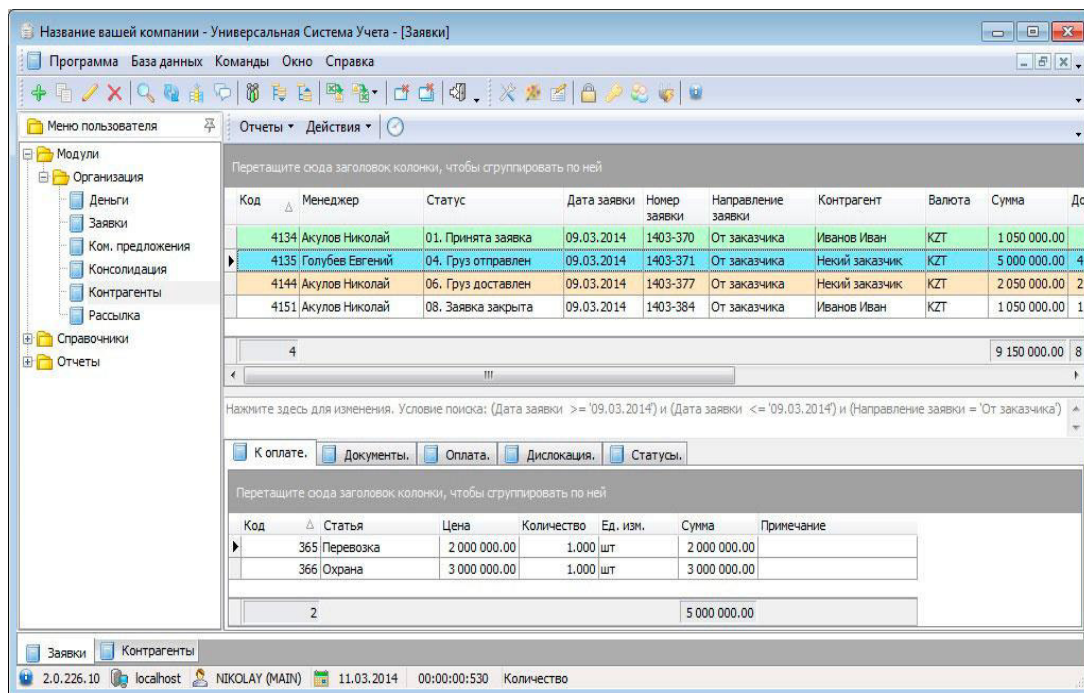 Название вашей компании - Универсальная Система Учета - [Заявки]
Программа База данных Команды Окно Справка
Меню пользователя
Отчеты Действия
Модули
Организация
Деньги
Заявки
Ком. предложения
Консолидация
Контрагенты
Рассылка
Справочники
Отчеты
Перетащите сюда заголовок колонки, чтобы сгруппировать по ней
Код Менеджер Статус Дата заявки Номер заявки Направление заявки Контрагент Валюта Сумма До
4134 Акулов Николай 01. Принята заявка 09.03.2014 1403-370 От заказчика Иванов Иван KZT 1 050 000.00
4135 Голубев Евгений 04. Груз отправлен 09.03.2014 1403-371 От заказчика Некий заказчик KZT 5 000 000.00 4
4144 Акулов Николай 06. Груз доставлен 09.03.2014 1403-377 От заказчика Некий заказчик KZT 2 050 000.00 2
4151 Акулов Николай 08. Заявка закрыта 09.03.2014 1403-384 От заказчика Иванов Иван KZT 1 050 000.00 1
4 9 150 000.00 8
Нажмите здесь для изменения. Условие поиска: (Дата заявки >= '09.03.2014') и (Дата заявки <= '09.03.2014') и (Направление заявки = 'От заказчика')
К оплате. Документы. Оплата. Дислокация. Статусы.
Перетащите сюда заголовок колонки, чтобы сгруппировать по ней
Код Статья Цена Количество Ед. изм. Сумма Примечание
365 Перевозка 2 000 000.00 1.000 шт 2 000 000.00
366 Охрана 3 000 000.00 1.000 шт 3 000 000.00
2 5 000 000.00
Заявки Контрагенты
2.0.226.10 localhost NIKOLAY (MAIN) 11.03.2014 00:00:00:530 Количество